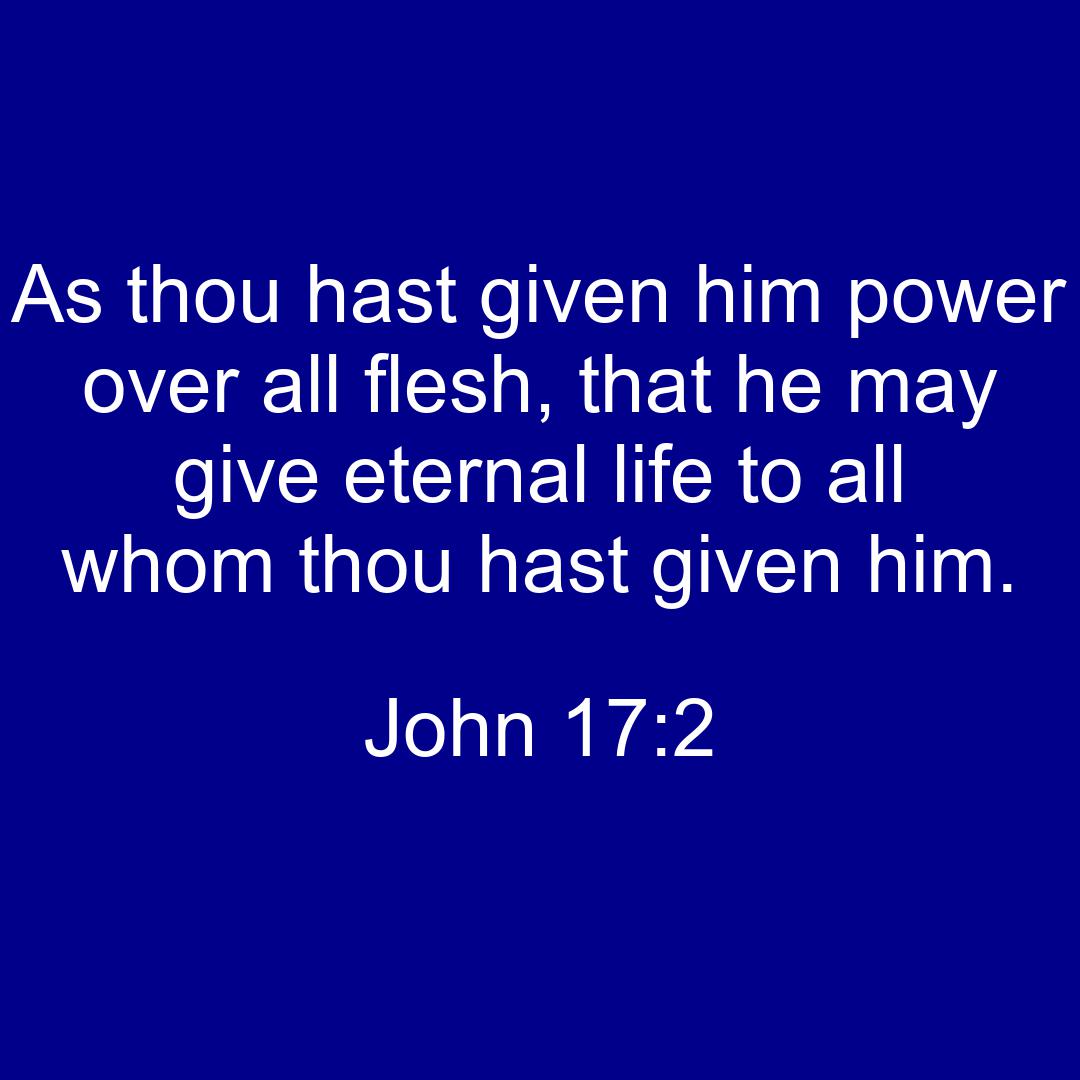 As thou hast given him power
over all flesh, that he may
give eternal life to all
whom thou hast given him.
John 17:2